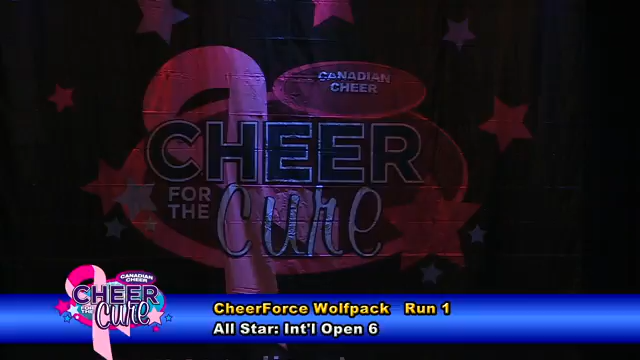 CANADIAN
CHEER
CHEER
FOR
THE
cure
CANADIAN
CHEER
CHEER
FOR
THE
cure
CheerForce Wolfpack Run 1
All Star: Int'l Open 6